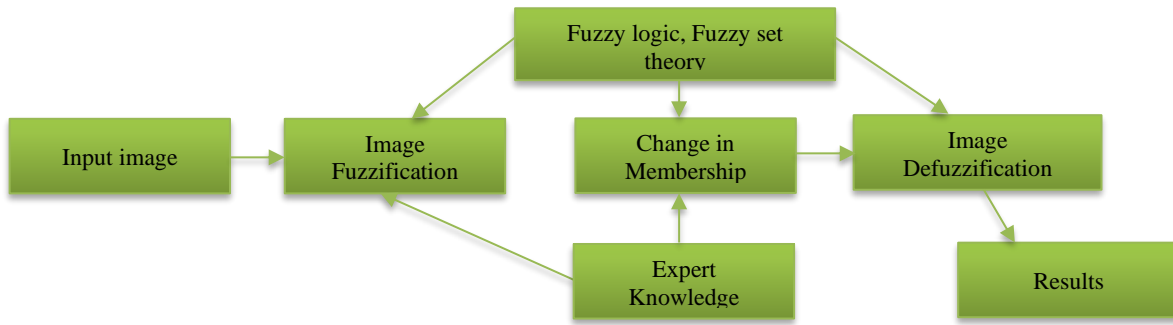 Fuzzy logic, Fuzzy set
theory
Input image
Image
Fuzzification
Change in
Membership
Image
Defuzzification
Expert
Knowledge
Results